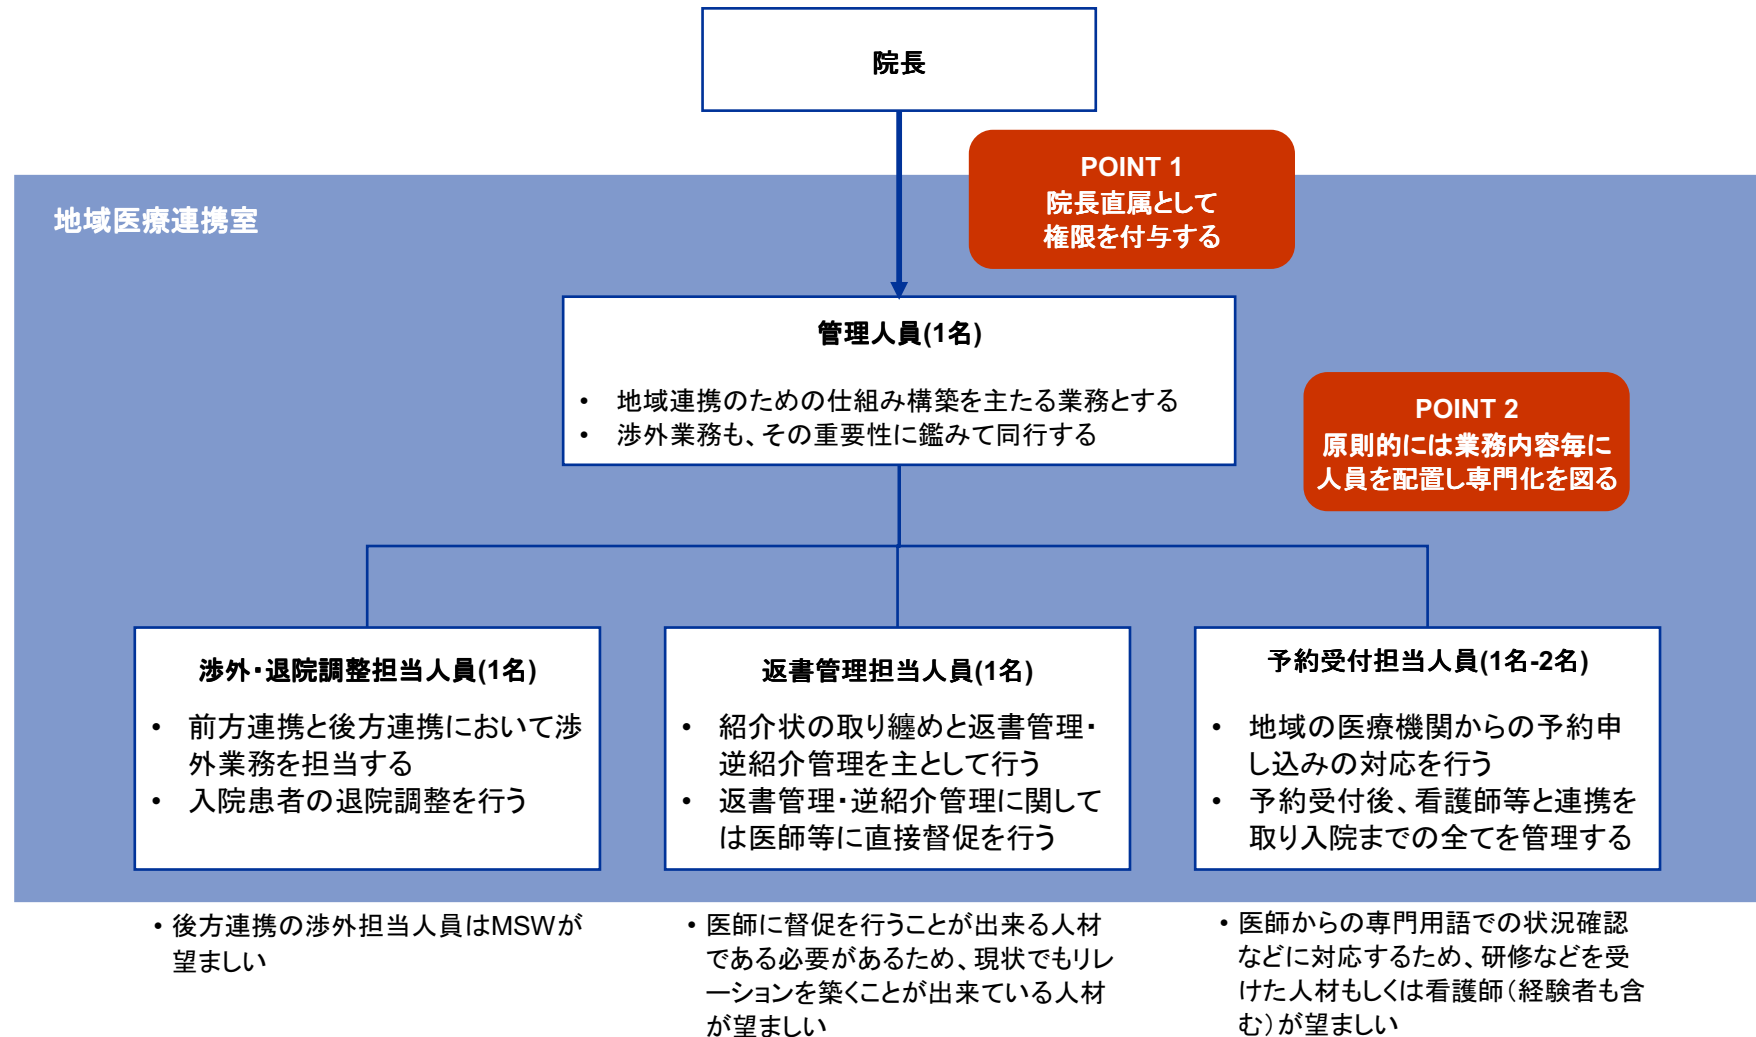 院長
POINT 1
院長直属として
権限を付与する
地域医療連携室
管理人員(1名)
• 地域連携のための仕組み構築を主たる業務とする
• 渉外業務も、その重要性に鑑みて同行する
POINT 2
原則的には業務内容毎に
人員を配置し専門化を図る
渉外・退院調整担当人員(1名)
• 前方連携と後方連携において渉
外業務を担当する
• 入院患者の退院調整を行う
返書管理担当人員(1名)
• 紹介状の取り纏めと返書管理・
逆紹介管理を主として行う
• 返書管理・逆紹介管理に関して
は医師等に直接督促を行う
予約受付担当人員(1名-2名)
• 地域の医療機関からの予約申
し込みの対応を行う
• 予約受付後、看護師等と連携を
取り入院までの全てを管理する
• 後方連携の渉外担当人員はMSWが
望ましい
• 医師に督促を行うことが出来る人材
である必要があるため、現状でもリレ
ーションを築くことが出来ている人材
が望ましい
• 医師からの専門用語での状況確認
などに対応するため、研修などを受
けた人材もしくは看護師（経験者も含
む）が望ましい